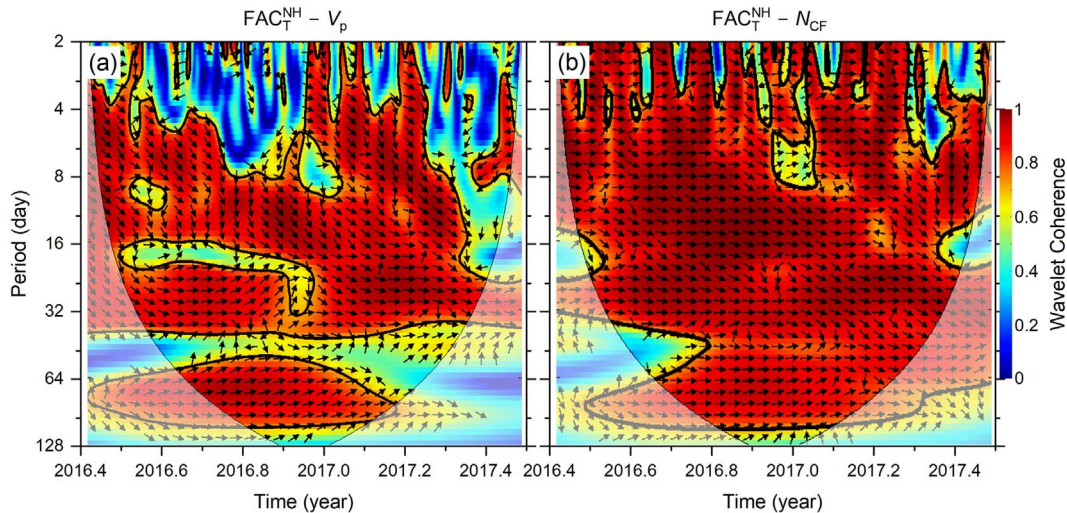 FAC_T^NH – V_p
FAC_T^NH – N_CF
(a)
(b)
Period (day)
2
4
8
16
32
64
128
2016.4 2016.6 2016.8 2017.0 2017.2 2017.4
2016.4 2016.6 2016.8 2017.0 2017.2 2017.4
Time (year)
Time (year)
1
0.8
0.6
0.4
0.2
0
Wavelet Coherence